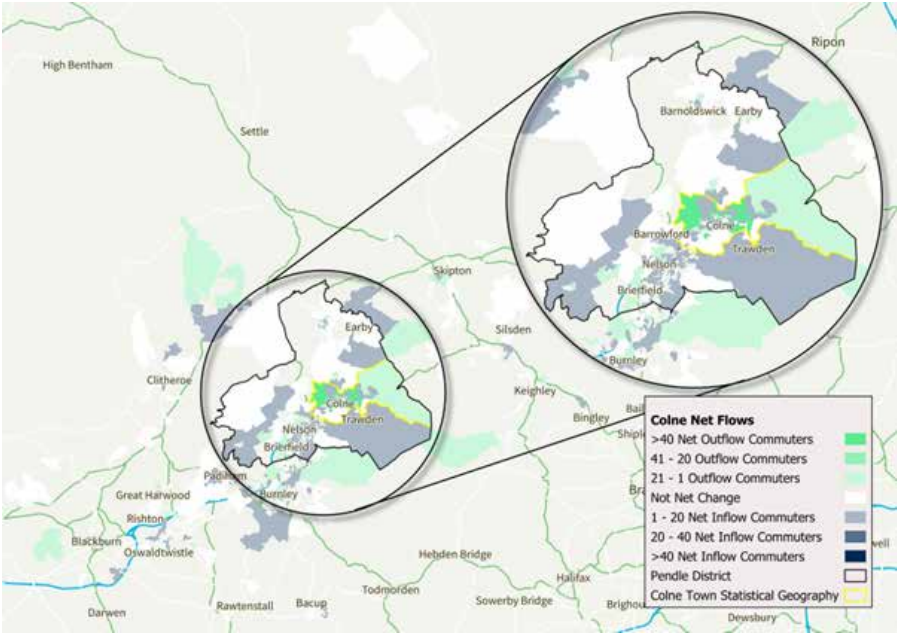 Ripon
High Bentham
Barnoldswick Earby
Settle
Colne
Barrowford
Trawden
Nelson
Skipton
Brierfield
Earby
Silsden
Burnley
Clitheroe
Keighley
Colne
Trawden
Bingley
Nelson
Brierfield
Padiham
Burnley
Great Harwood
Rishton
Blackburn
Oswaldtwistle
Hebden Bridge
Halifax
Todmorden
Sowerby Bridge
Darwen
Rawtenstall
Bacup
Colne Net Flows
>40 Net Outflow Commuters
41 - 20 Outflow Commuters
21 - 1 Outflow Commuters
Not Net Change
1 - 20 Net Inflow Commuters
20 - 40 Net Inflow Commuters
>40 Net Inflow Commuters
Pendle District
Colne Town Statistical Geography